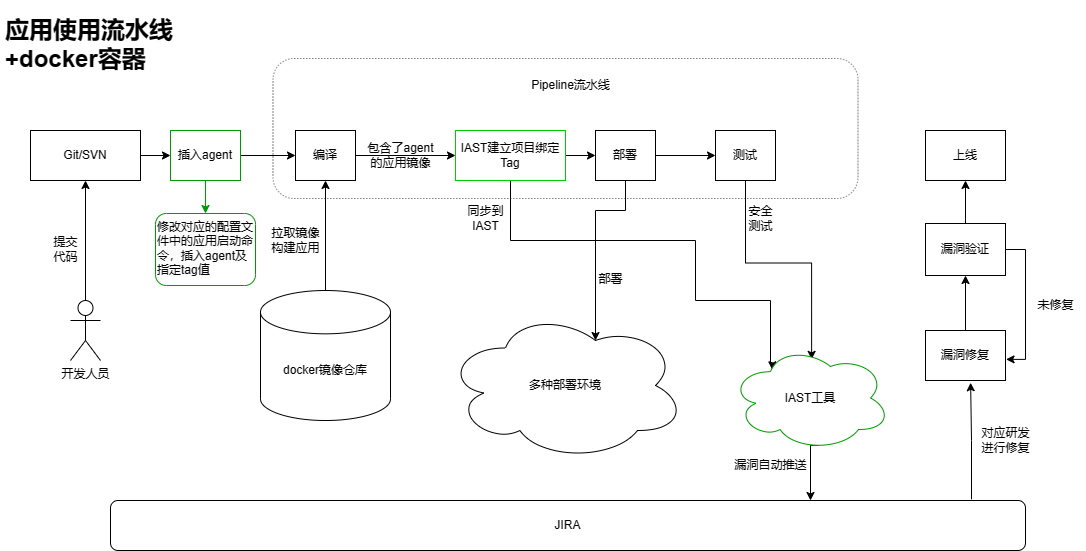 应用使用流水线
+docker容器
Pipeline流水线
Git/SVN
插入agent
编译
包含了agent
的应用镜像
IAST建立项目绑定
Tag
部署
测试
上线
修改对应的配置文
件中的应用启动命
令，插入agent及
指定tag值
提交
代码
拉取镜像
构建应用
同步到
IAST
安全
测试
部署
漏洞验证
未修复
漏洞修复
开发人员
docker镜像仓库
多种部署环境
IAST工具
对应研发
进行修复
漏洞自动推送
JIRA